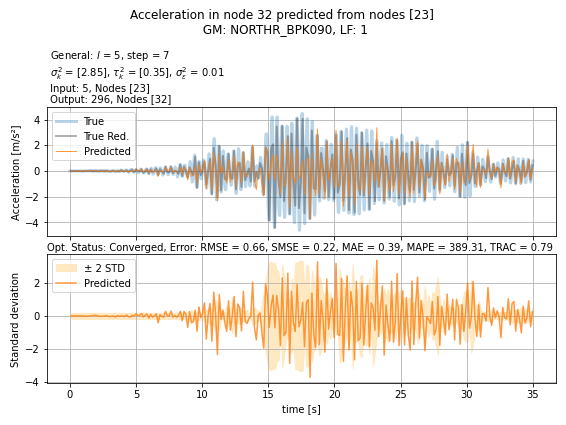 Acceleration in node 32 predicted from nodes [23]
GM: NORTHR_BPK090, LF: 1
General: l = 5, step = 7
σ²ₖ = [2.85], τ²ₖ = [0.35], σ²ₑ = 0.01
Input: 5, Nodes [23]
Output: 296, Nodes [32]
True
True Red.
Predicted
Acceleration [m/s²]
4
2
0
−2
−4
Opt. Status: Converged, Error: RMSE = 0.66, SMSE = 0.22, MAE = 0.39, MAPE = 389.31, TRAC = 0.79
± 2 STD
Predicted
Standard deviation
2
0
−2
−4
0 5 10 15 20 25 30 35
time [s]